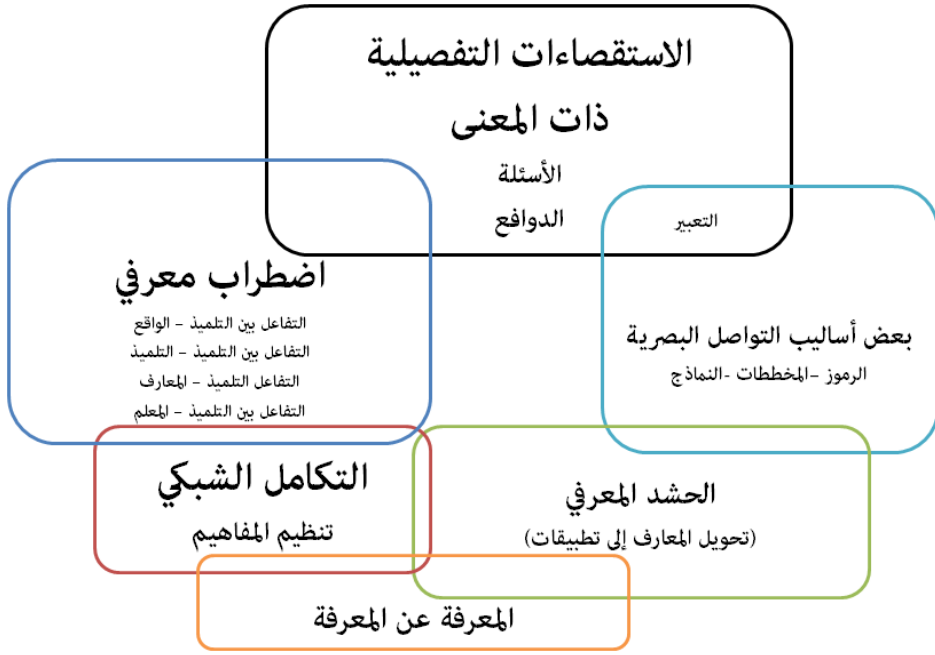 الاستقصاءات التفصيلية
ذات المعنى
الأسئلة
الدوافع
التعبير
اضطراب معرفي
التفاعل بين التلميذ – الواقع
التفاعل بين التلميذ – التلميذ
التفاعل التلميذ – المعارف
التفاعل بين التلميذ – المعلم
بعض أساليب التواصل البصرية
الرموز –المخططات -النماذج
التكامل الشبكي
تنظيم المفاهيم
الحشد المعرفي
(تحويل المعارف إلى تطبيقات)
المعرفة عن المعرفة